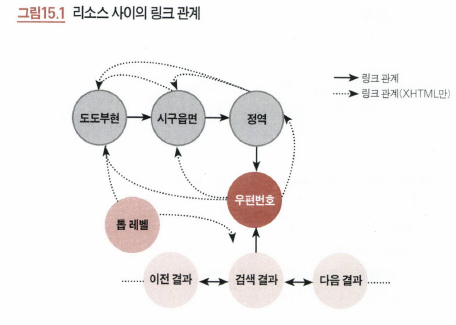 그림15.1 리소스 사이의 링크 관계
링크 관계
링크 관계(XHTML만)
도도부현
시구읍면
정역
우편번호
톱 레벨
이전 결과
검색 결과
다음 결과